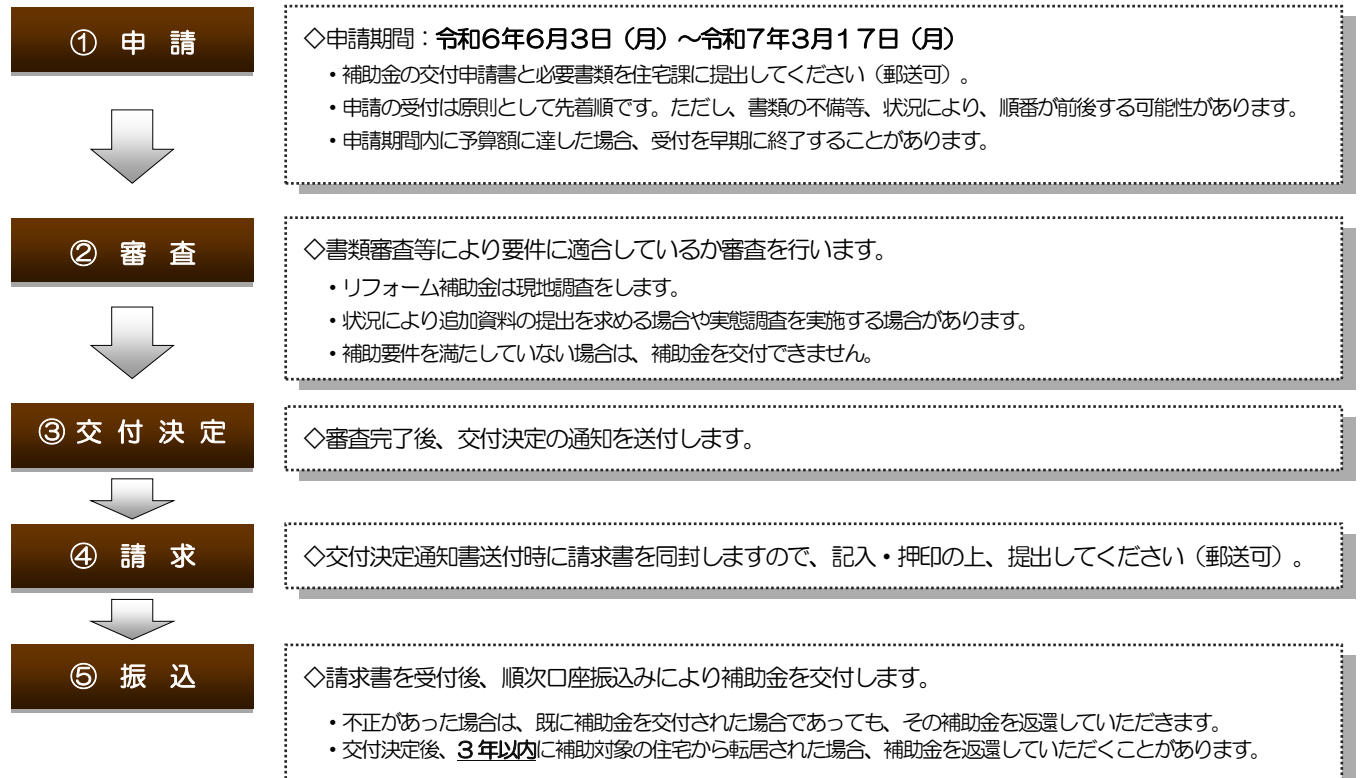 ① 申 請
◇申請期間：令和6年6月3日（月）～令和7年3月17日（月）
・補助金の交付申請書と必要書類を住宅課に提出してください（郵送可）。
・申請の受付は原則として先着順です。ただし、書類の不備等、状況により、順番が前後する可能性があります。
・申請期間内に予算額に達した場合、受付を早期に終了することがあります。
② 審 査
◇書類審査等により要件に適合しているか審査を行います。
・リフォーム補助金は現地調査をします。
・状況により追加資料の提出を求める場合や実態調査を実施する場合があります。
・補助要件を満たしていない場合は、補助金を交付できません。
③ 交 付 決 定
◇審査完了後、交付決定の通知を送付します。
④ 請 求
◇交付決定通知書送付時に請求書を同封しますので、記入・押印の上、提出してください（郵送可）。
⑤ 振 込
◇請求書を受付後、順次口座振込みにより補助金を交付します。
・不正があった場合は、既に補助金を交付された場合であっても、その補助金を返還していただきます。
・交付決定後、３年以内に補助対象の住宅から転居された場合、補助金を返還していただくことがあります。